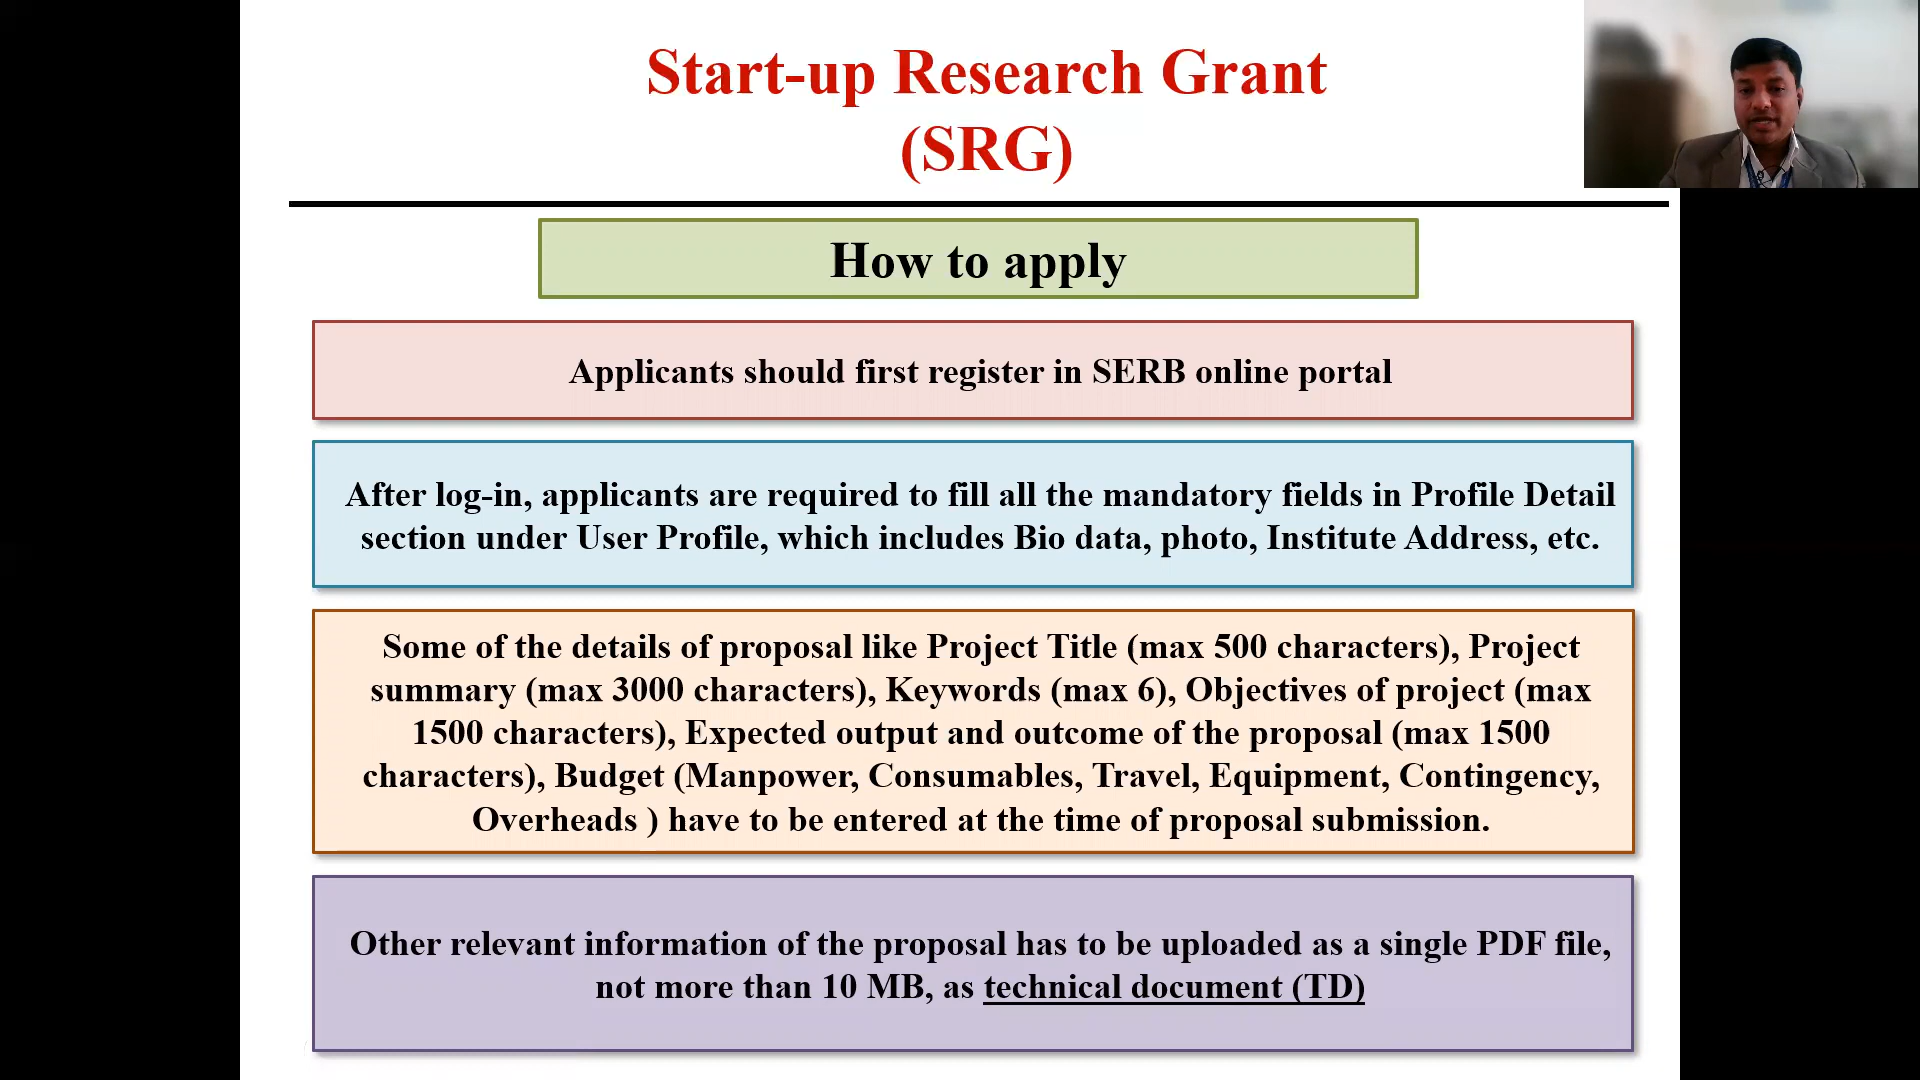 Start-up Research Grant
(SRG)
How to apply
Applicants should first register in SERB online portal
After log-in, applicants are required to fill all the mandatory fields in Profile Detail
section under User Profile, which includes Bio data, photo, Institute Address, etc.
Some of the details of proposal like Project Title (max 500 characters), Project
summary (max 3000 characters), Keywords (max 6), Objectives of project (max
1500 characters), Expected output and outcome of the proposal (max 1500
characters), Budget (Manpower, Consumables, Travel, Equipment, Contingency,
Overheads ) have to be entered at the time of proposal submission.
Other relevant information of the proposal has to be uploaded as a single PDF file,
not more than 10 MB, as technical document (TD)